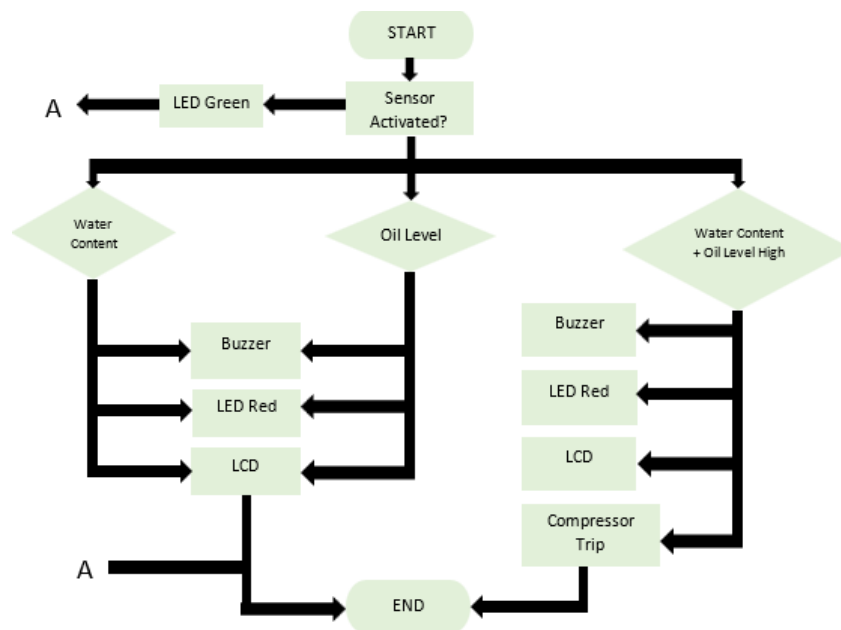 START
A
LED Green
Sensor
Activated?
Water
Content
Oil Level
Water Content
+ Oil Level High
Buzzer
LED Red
LCD
Buzzer
LED Red
LCD
Compressor
Trip
A
END